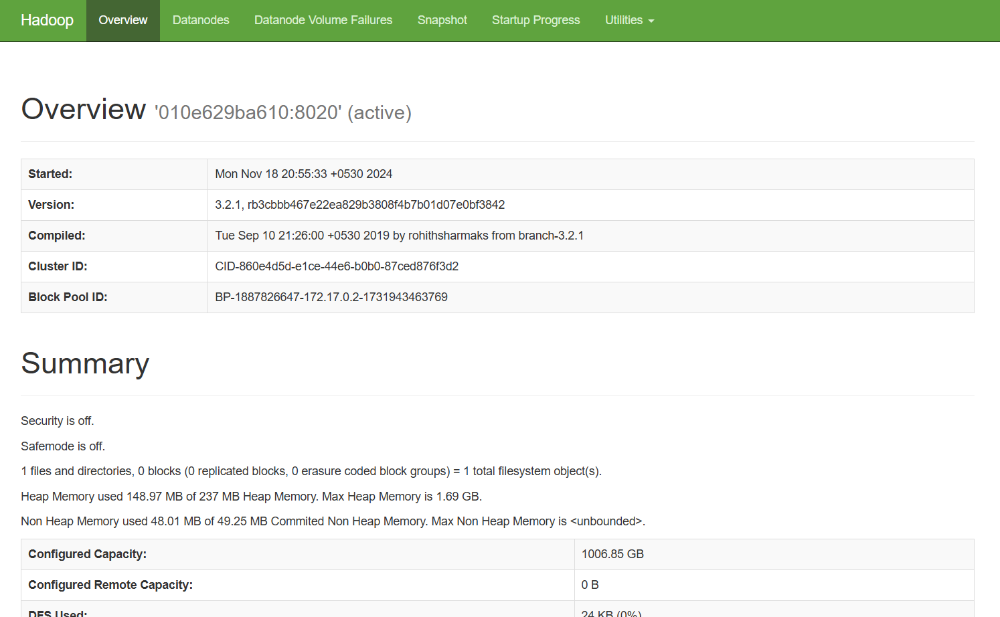 Hadoop Overview Datanodes Datanode Volume Failures Snapshot Startup Progress Utilities
Overview '010e629ba610:8020' (active)
Started: Mon Nov 18 20:55:33 +0530 2024
Version: 3.2.1, rb3cbbb467e22ea829b3808f4b7b01d07e0bf3842
Compiled: Tue Sep 10 21:26:00 +0530 2019 by rohithsharmaks from branch-3.2.1
Cluster ID: CID-860e4d5d-e1ce-44e6-b0b0-87ced876f3d2
Block Pool ID: BP-1887826647-172.17.0.2-1731943463769
Summary
Security is off.
Safemode is off.
1 files and directories, 0 blocks (0 replicated blocks, 0 erasure coded block groups) = 1 total filesystem object(s).
Heap Memory used 148.97 MB of 237 MB Heap Memory. Max Heap Memory is 1.69 GB.
Non Heap Memory used 48.01 MB of 49.25 MB Commited Non Heap Memory. Max Non Heap Memory is <unbounded>.
Configured Capacity: 1006.85 GB
Configured Remote Capacity: 0 B
DFS Used: 24 KB (0%)